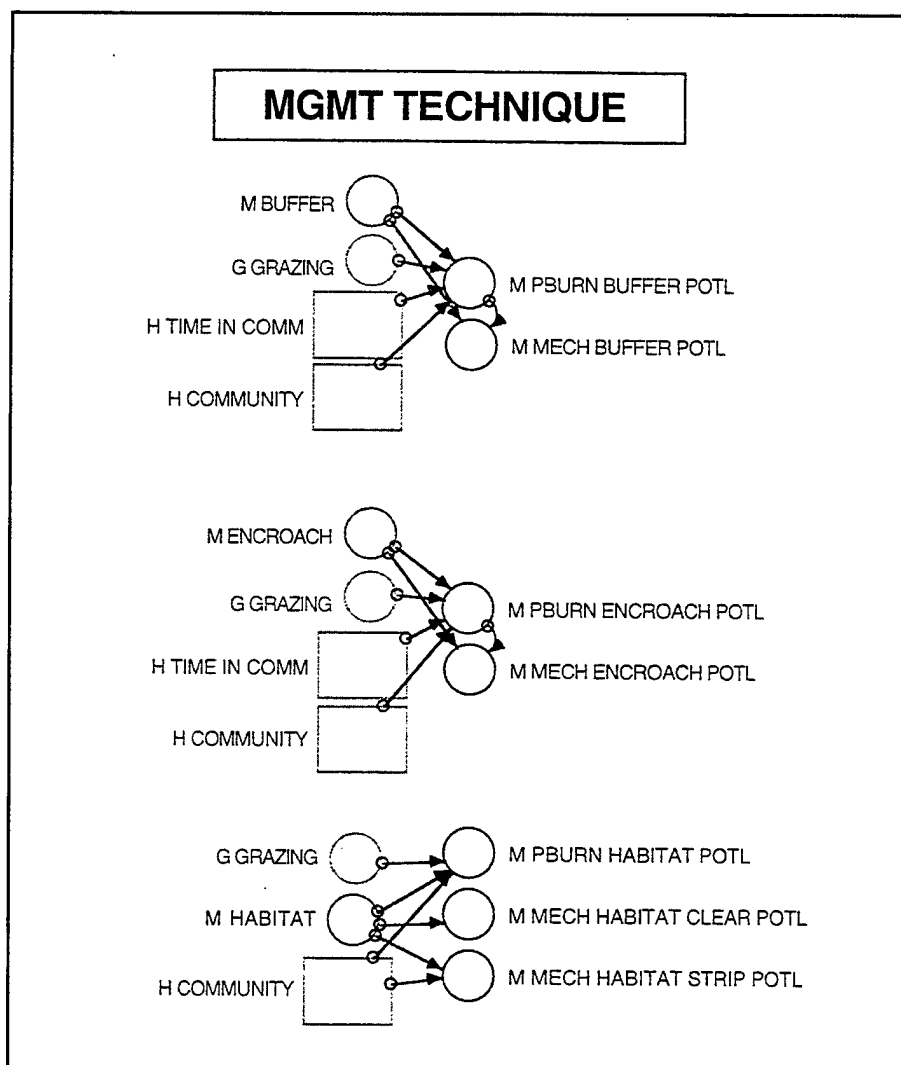 MGMT TECHNIQUE
M BUFFER
G GRAZING
M PBURN BUFFER POTL
H TIME IN COMM
M MECH BUFFER POTL
H COMMUNITY
M ENCROACH
G GRAZING
M PBURN ENCROACH POTL
H TIME IN COMM
M MECH ENCROACH POTL
H COMMUNITY
G GRAZING
M PBURN HABITAT POTL
M HABITAT
M MECH HABITAT CLEAR POTL
H COMMUNITY
M MECH HABITAT STRIP POTL